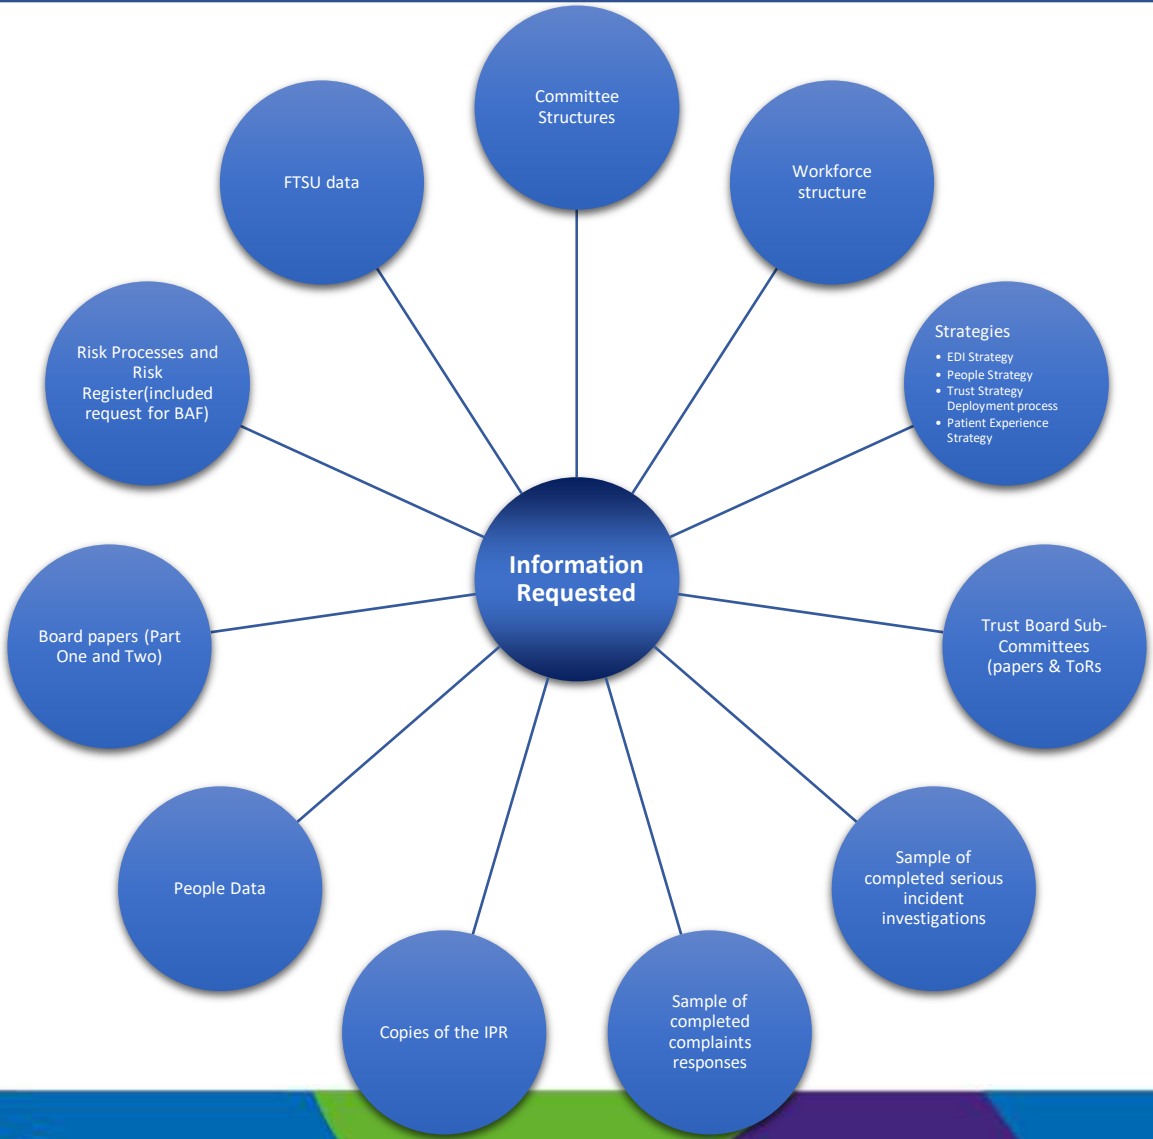 Committee
Structures
Workforce
structure
Strategies
• EDI Strategy
• People Strategy
• Trust Strategy
Deployment process
• Patient Experience
Strategy
Trust Board Sub-
Committees
(papers & ToRs
Sample of
completed serious
incident
investigations
Sample of
completed
complaints
responses
Copies of the IPR
People Data
Board papers (Part
One and Two)
Risk Processes and
Risk
Register(included
request for BAF)
FTSU data
Information
Requested